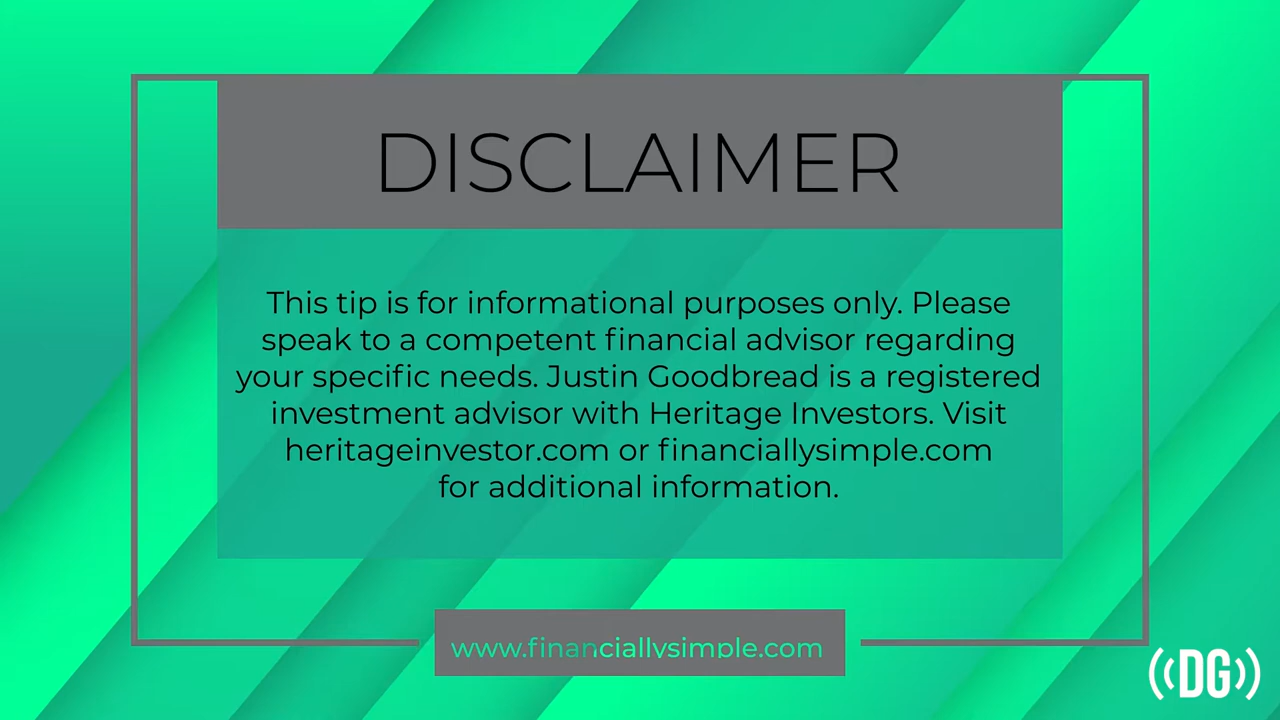 DISCLAIMER
This tip is for informational purposes only. Please
speak to a competent financial advisor regarding
your specific needs. Justin Goodbread is a registered
investment advisor with Heritage Investors. Visit
heritageinvestor.com or financiallysimple.com
for additional information.
www.financiallysimple.com
((DG))